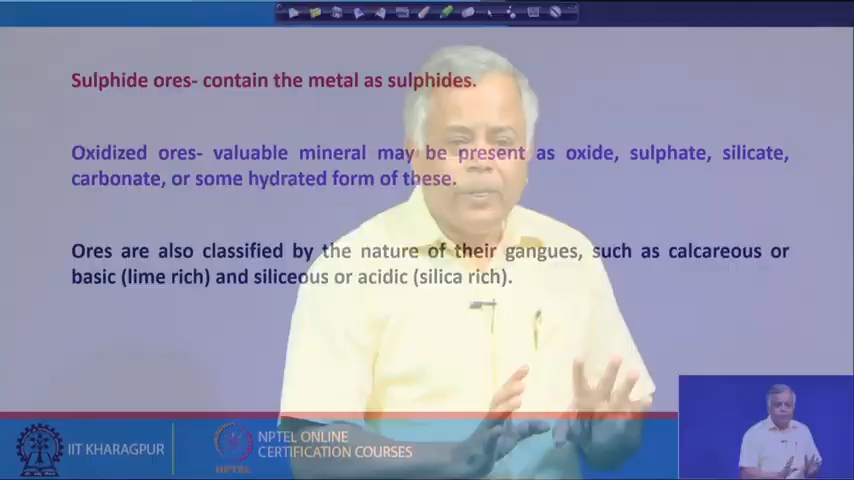 Sulphide ores- contain the metal as sulphides.
Oxidized ores- valuable mineral may be present as oxide, sulphate, silicate,
carbonate, or some hydrated form of these.
Ores are also classified by the nature of their gangues, such as calcareous or
basic (lime rich) and siliceous or acidic (silica rich).
IIT KHARAGPUR
NPTEL
NPTEL ONLINE
CERTIFICATION COURSES